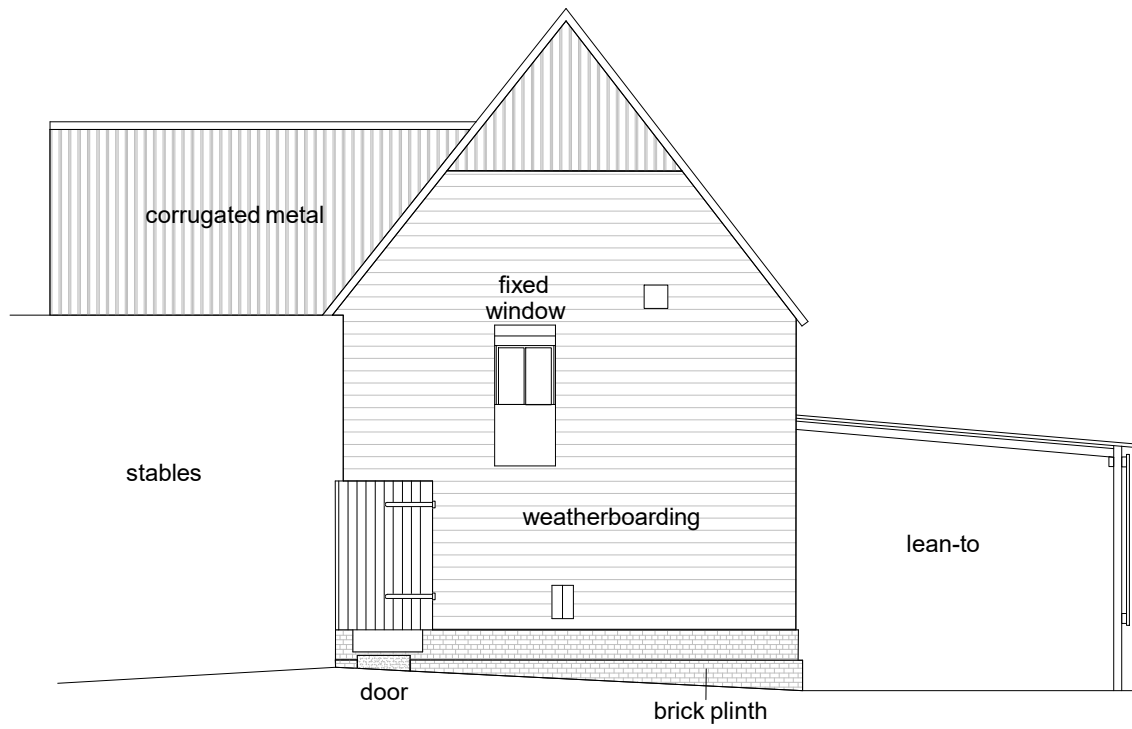 corrugated metal
fixed
window
stables
weatherboarding
lean-to
door
brick plinth